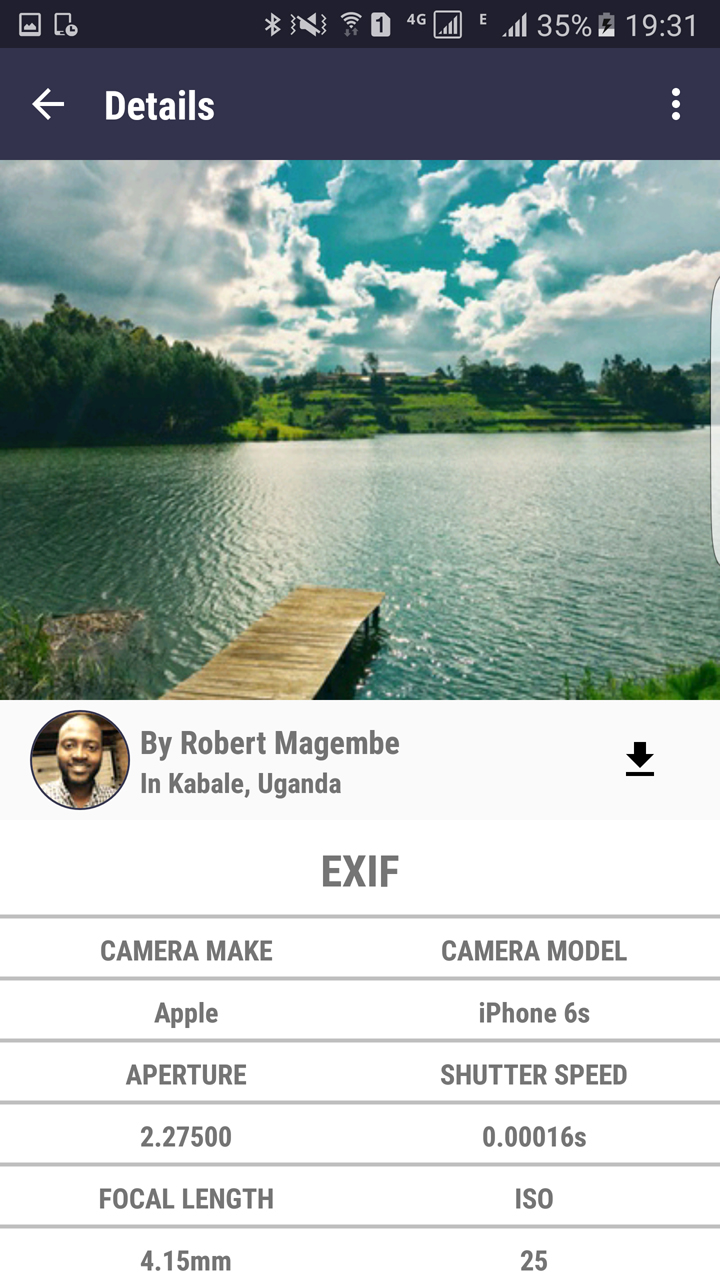 1 4G E 35% 19:31
Details
By Robert Magembe
In Kabale, Uganda
EXIF
CAMERA MAKE CAMERA MODEL
Apple iPhone 6s
APERTURE SHUTTER SPEED
2.27500 0.00016s
FOCAL LENGTH ISO
4.15mm 25